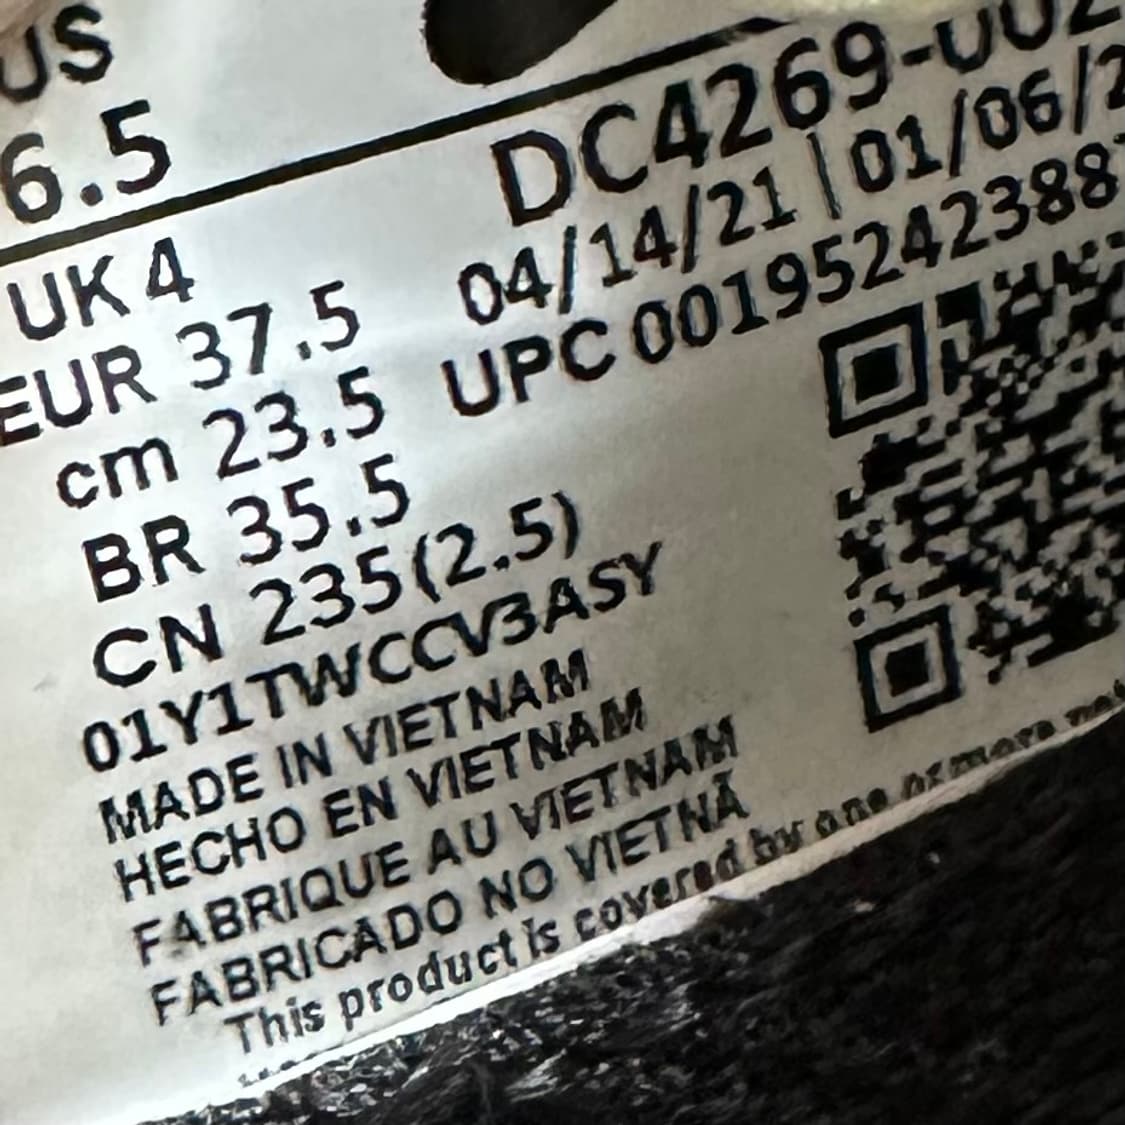 US
6.5
UK 4
EUR 37.5
cm 23.5
BR 35.5
CN 235(2.5)
DC4269-002
04/14/21 | 01/06/2
UPC 00195242388
01Y1TWCCV3ASY
MADE IN VIETNAM
HECHO EN VIETNAM
FABRIQUE AU VIETNAM
FABRICADO NO VIETNÃ
This product is covered by one or more